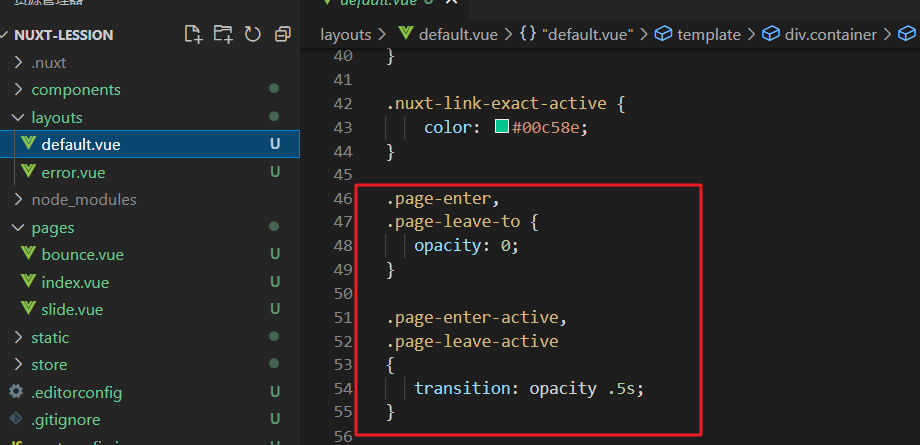 资源管理器
default.vue
NUXT-LESSION
.nuxt
components
layouts
default.vue U
error.vue U
node_modules
pages
bounce.vue U
index.vue U
slide.vue U
static
store
.editorconfig U
.gitignore U
layouts > default.vue > {} "default.vue" > template > div.container >
40 }
41
42 .nuxt-link-exact-active {
43 color: #00c58e;
44 }
45
46 .page-enter,
47 .page-leave-to {
48 opacity: 0;
49 }
50
51 .page-enter-active,
52 .page-leave-active
53 {
54 transition: opacity .5s;
55 }
56